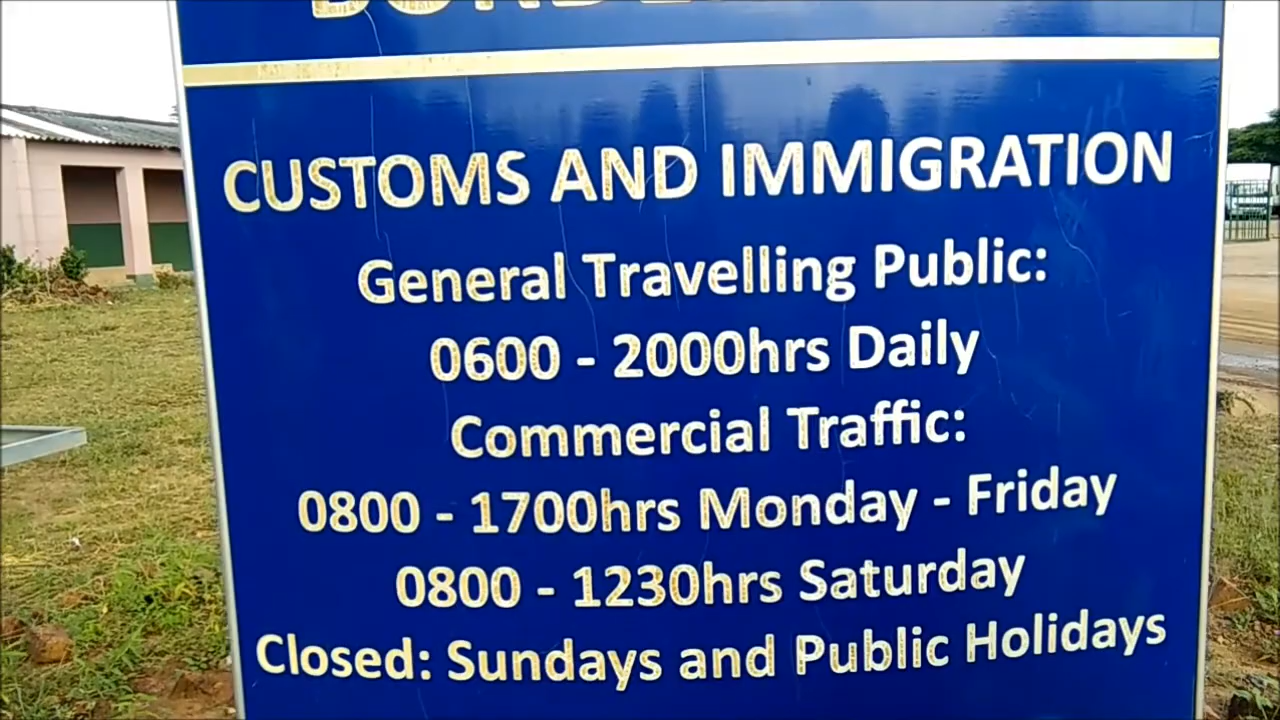 CUSTOMS AND IMMIGRATION
General Travelling Public:
0600 - 2000hrs Daily
Commercial Traffic:
0800 - 1700hrs Monday - Friday
0800 - 1230hrs Saturday
Closed: Sundays and Public Holidays